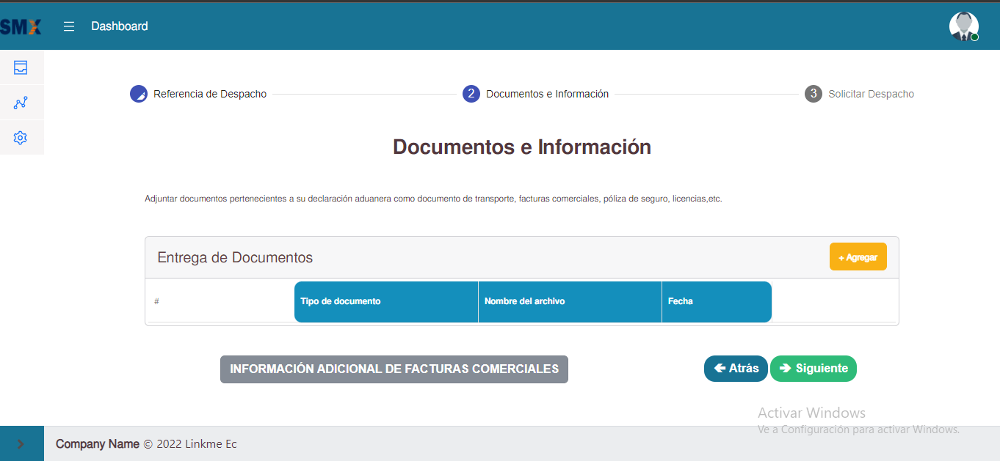 SMX Dashboard
Referencia de Despacho 2 Documentos e Información 3 Solicitar Despacho
Documentos e Información
Adjuntar documentos pertenecientes a su declaración aduanera como documento de transporte, facturas comerciales, póliza de seguro, licencias,etc.
Entrega de Documentos + Agregar
# Tipo de documento Nombre del archivo Fecha
INFORMACIÓN ADICIONAL DE FACTURAS COMERCIALES Atrás Siguiente
Activar Windows
Ve a Configuración para activar Windows.
Company Name © 2022 Linkme Ec